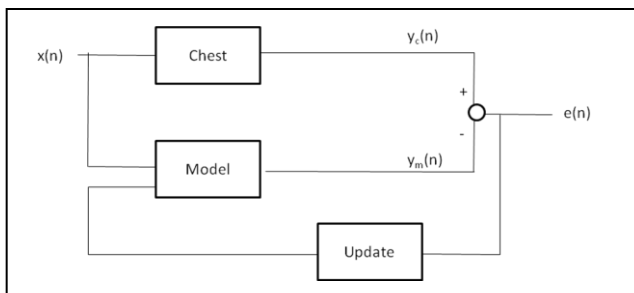 y_c(n)
x(n)
Chest
+
e(n)
-
Model
y_m(n)
Update